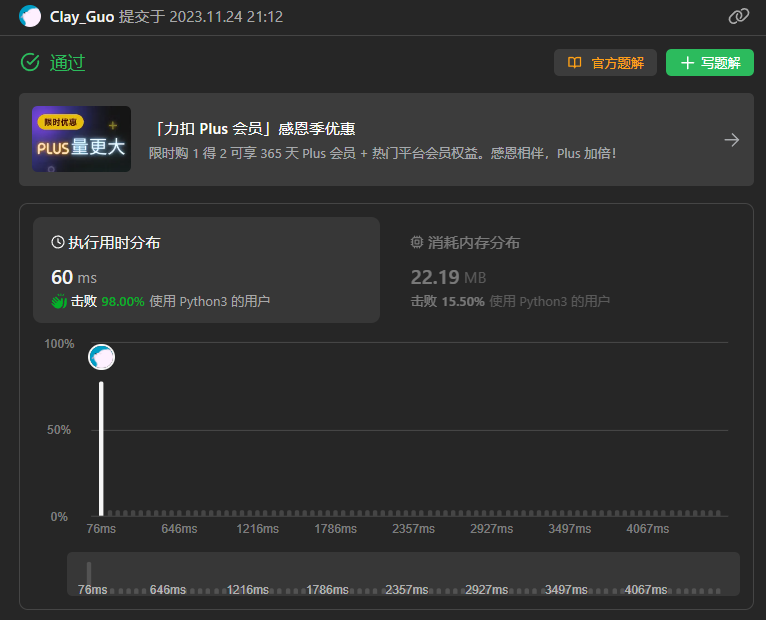 Clay_Guo 提交于 2023.11.24 21:12
通过
官方题解
写题解
限时优惠
PLUS量更大
「力扣 Plus 会员」感恩季优惠
限时购 1 得 2 可享 365 天 Plus 会员 + 热门平台会员权益。感恩相伴，Plus 加倍！
执行用时分布
60 ms
击败 98.00% 使用 Python3 的用户
消耗内存分布
22.19 MB
击败 15.50% 使用 Python3 的用户
100%
50%
0%
76ms 646ms 1216ms 1786ms 2357ms 2927ms 3497ms 4067ms
76ms 646ms 1216ms 1786ms 2357ms 2927ms 3497ms 4067ms